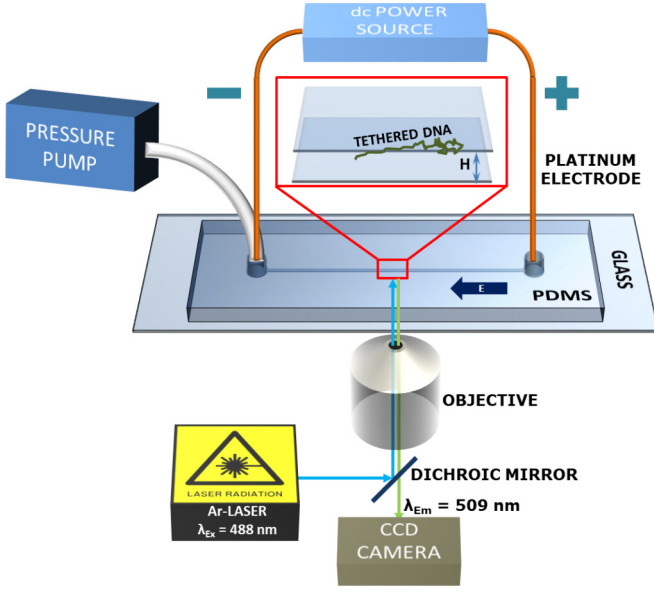 dc POWER
SOURCE
PRESSURE
PUMP
TETHERED DNA
H
PLATINUM
ELECTRODE
GLASS
E
PDMS
OBJECTIVE
LASER RADIATION
Ar-LASER
λEx = 488 nm
DICHROIC MIRROR
λEm = 509 nm
CCD
CAMERA